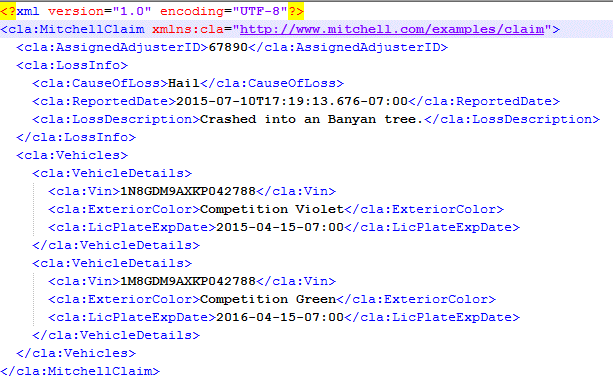 <?xml version="1.0" encoding="UTF-8"?>
<cla:MitchellClaim xmlns:cla="http://www.mitchell.com/examples/claim">
  <cla:AssignedAdjusterID>67890</cla:AssignedAdjusterID>
  <cla:LossInfo>
    <cla:CauseOfLoss>Hail</cla:CauseOfLoss>
    <cla:ReportedDate>2015-07-10T17:19:13.676-07:00</cla:ReportedDate>
    <cla:LossDescription>Crashed into an Banyan tree.</cla:LossDescription>
  </cla:LossInfo>
  <cla:Vehicles>
    <cla:VehicleDetails>
      <cla:Vin>1N8GDM9AXKP042788</cla:Vin>
      <cla:ExteriorColor>Competition Violet</cla:ExteriorColor>
      <cla:LicPlateExpDate>2015-04-15-07:00</cla:LicPlateExpDate>
    </cla:VehicleDetails>
    <cla:VehicleDetails>
      <cla:Vin>1M8GDM9AXKP042788</cla:Vin>
      <cla:ExteriorColor>Competition Green</cla:ExteriorColor>
      <cla:LicPlateExpDate>2016-04-15-07:00</cla:LicPlateExpDate>
    </cla:VehicleDetails>
  </cla:Vehicles>
</cla:MitchellClaim>